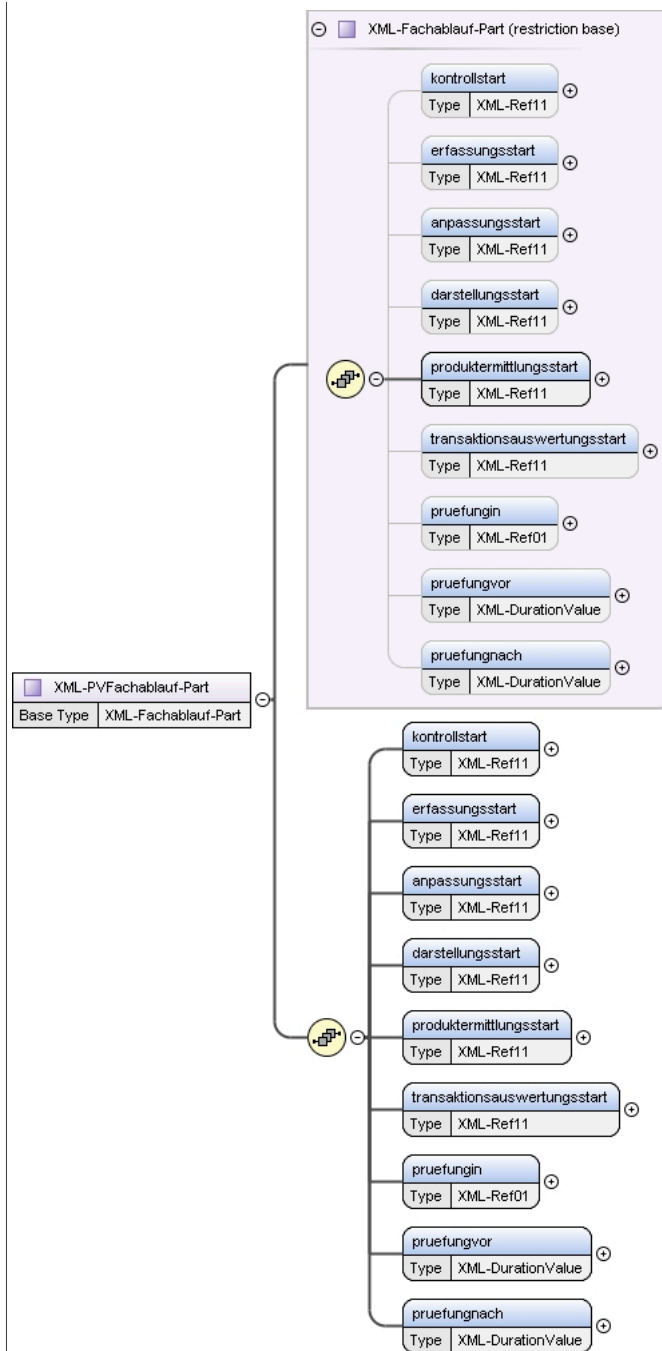 XML-Fachablauf-Part (restriction base)
kontrollstart
Type XML-Ref11
erfassungsstart
Type XML-Ref11
anpassungsstart
Type XML-Ref11
darstellungsstart
Type XML-Ref11
produktermittlungsstart
Type XML-Ref11
transaktionsauswertungsstart
Type XML-Ref11
pruefungin
Type XML-Ref01
pruefungvor
Type XML-DurationValue
pruefungnach
Type XML-DurationValue
XML-PVFachablauf-Part
Base Type XML-Fachablauf-Part
kontrollstart
Type XML-Ref11
erfassungsstart
Type XML-Ref11
anpassungsstart
Type XML-Ref11
darstellungsstart
Type XML-Ref11
produktermittlungsstart
Type XML-Ref11
transaktionsauswertungsstart
Type XML-Ref11
pruefungin
Type XML-Ref01
pruefungvor
Type XML-DurationValue
pruefungnach
Type XML-DurationValue